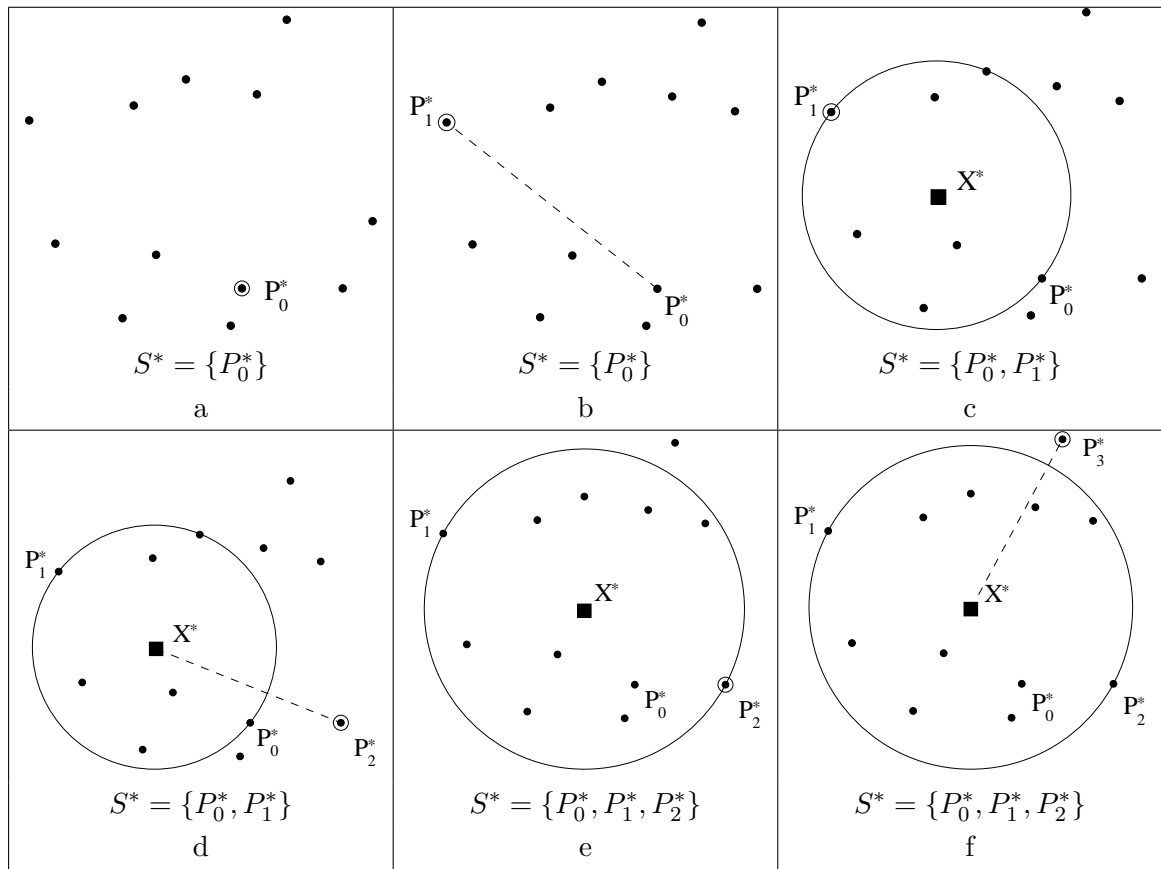 P*0
S* = {P*0}
a
P*1
P*0
S* = {P*0}
b
P*1
X*
P*0
S* = {P*0, P*1}
c
P*1
X*
P*0
P*2
S* = {P*0, P*1}
d
P*1
X*
P*0
P*2
S* = {P*0, P*1, P*2}
e
P*3
P*1
X*
P*0
P*2
S* = {P*0, P*1, P*2}
f